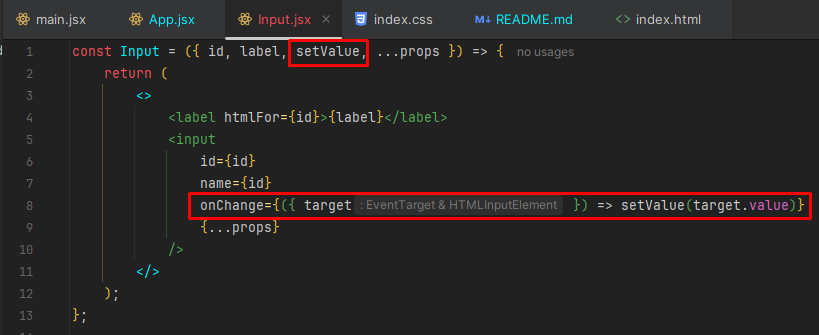 main.jsx App.jsx Input.jsx × index.css M↓ README.md <> index.html
1 const Input = ({ id, label, setValue, ...props }) => { no usages
2 return (
3 <>
4 <label htmlFor={id}>{label}</label>
5 <input
6 id={id}
7 name={id}
8 onChange={({ target : EventTarget & HTMLInputElement }) => setValue(target.value)}
9 {...props}
10 />
11 </>
12 );
13 };